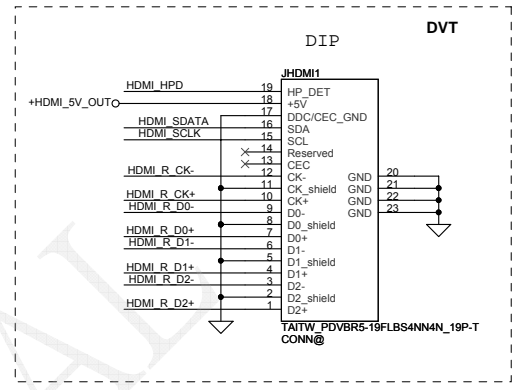 DVT
DIP
JHDMI1
HDMI_HPD 19 HP_DET
+HDMI_5V_OUT 18 +5V
17 DDC/CEC_GND
HDMI_SDATA 16 SDA
HDMI_SCLK 15 SCL
14 Reserved
13 CEC
HDMI_R_CK- 12 CK- GND 20
11 CK_shield GND 21
HDMI_R_CK+ 10 CK+ GND 22
HDMI_R_D0- 9 D0- GND 23
8 D0_shield
HDMI_R_D0+ 7 D0+
HDMI_R_D1- 6 D1-
5 D1_shield
HDMI_R_D1+ 4 D1+
HDMI_R_D2- 3 D2-
2 D2_shield
HDMI_R_D2+ 1 D2+
TAITW_PDVBR5-19FLBS4NN4N_19P-T
CONN@